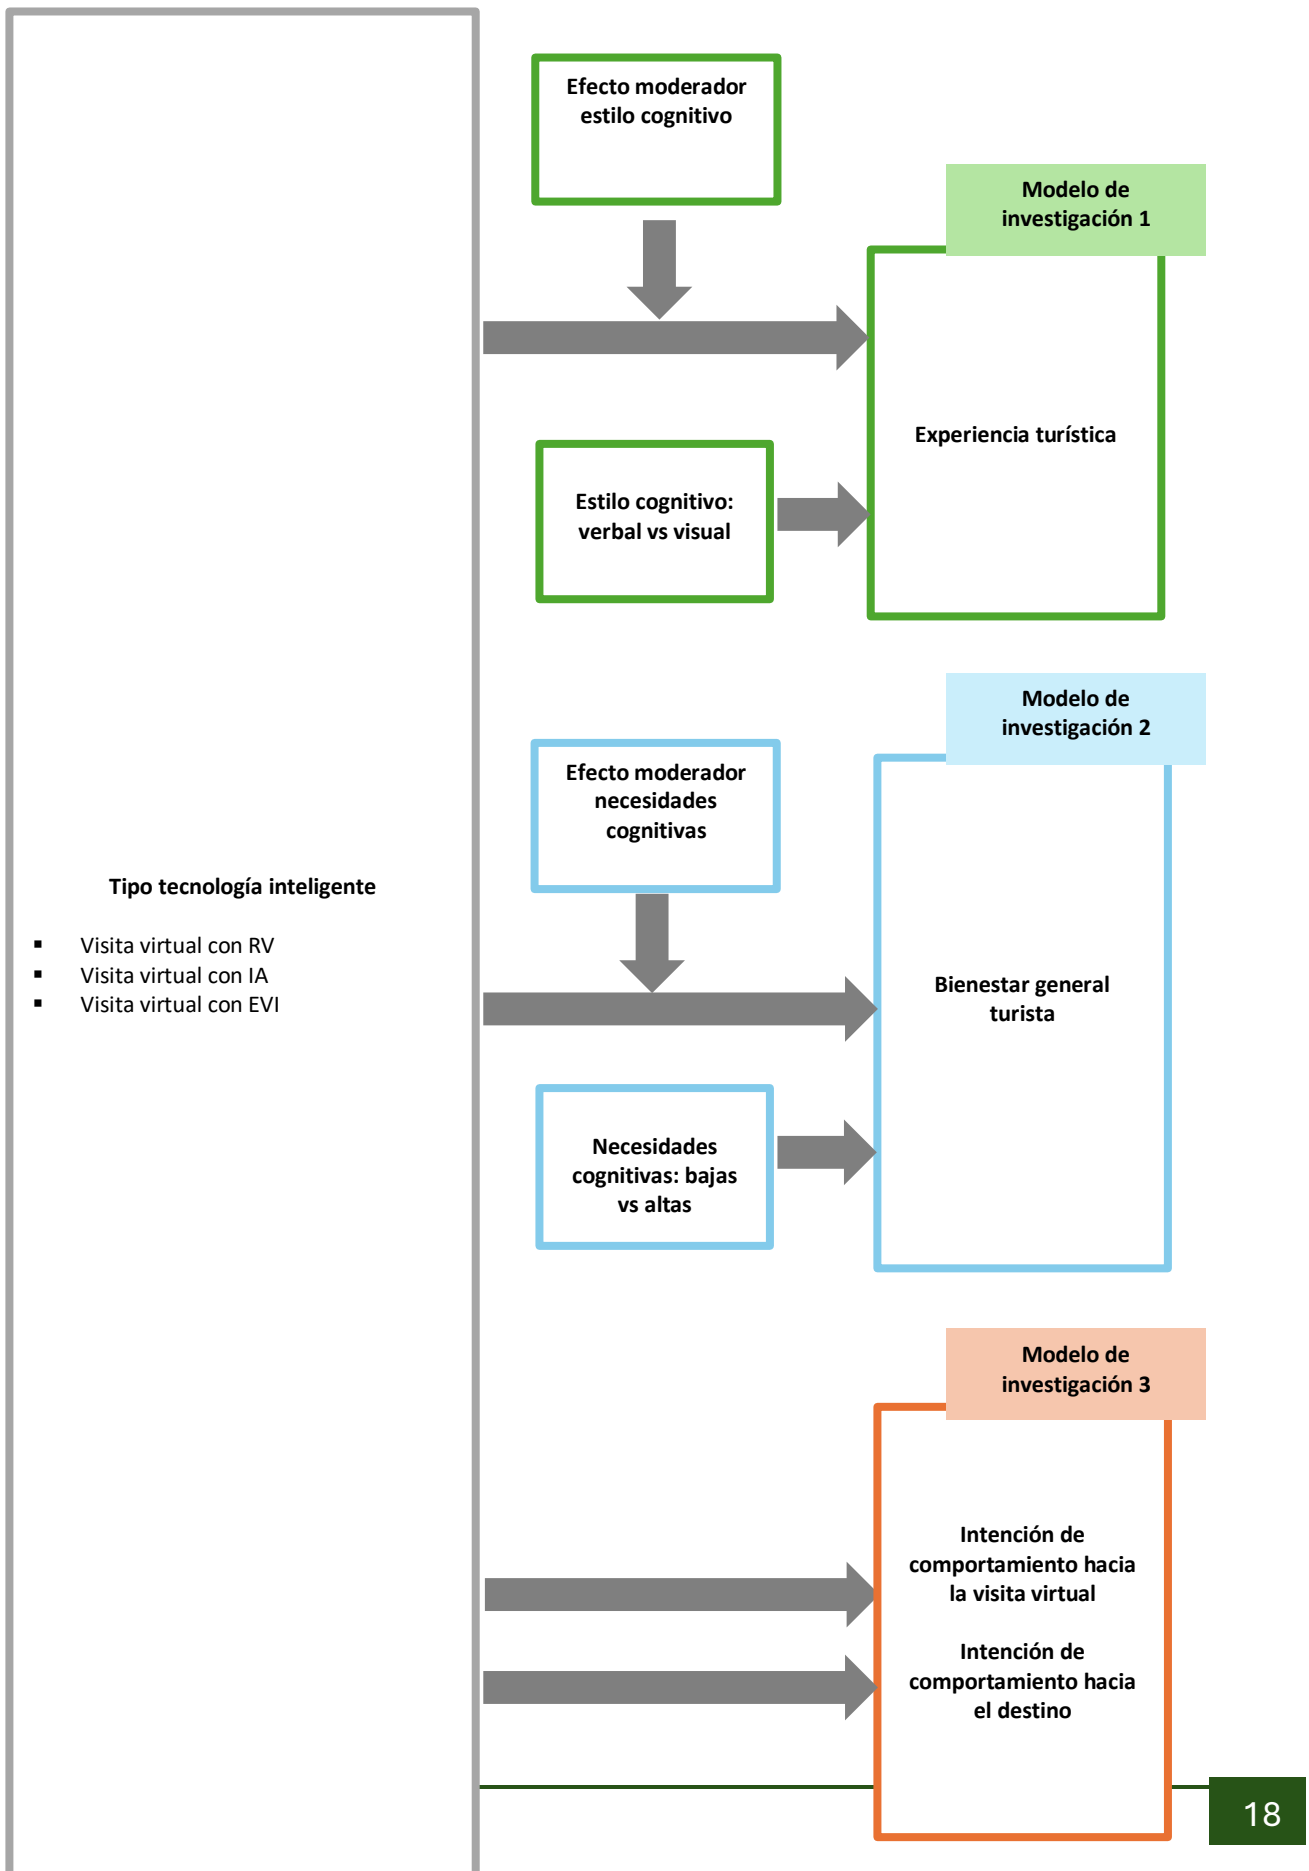 Efecto moderador
estilo cognitivo
Modelo de
investigación 1
Experiencia turística
Estilo cognitivo:
verbal vs visual
Modelo de
investigación 2
Efecto moderador
necesidades
cognitivas
Tipo tecnología inteligente
▪ Visita virtual con RV
▪ Visita virtual con IA
▪ Visita virtual con EVI
Bienestar general
turista
Necesidades
cognitivas: bajas
vs altas
Modelo de
investigación 3
Intención de
comportamiento hacia
la visita virtual
Intención de
comportamiento hacia
el destino
18